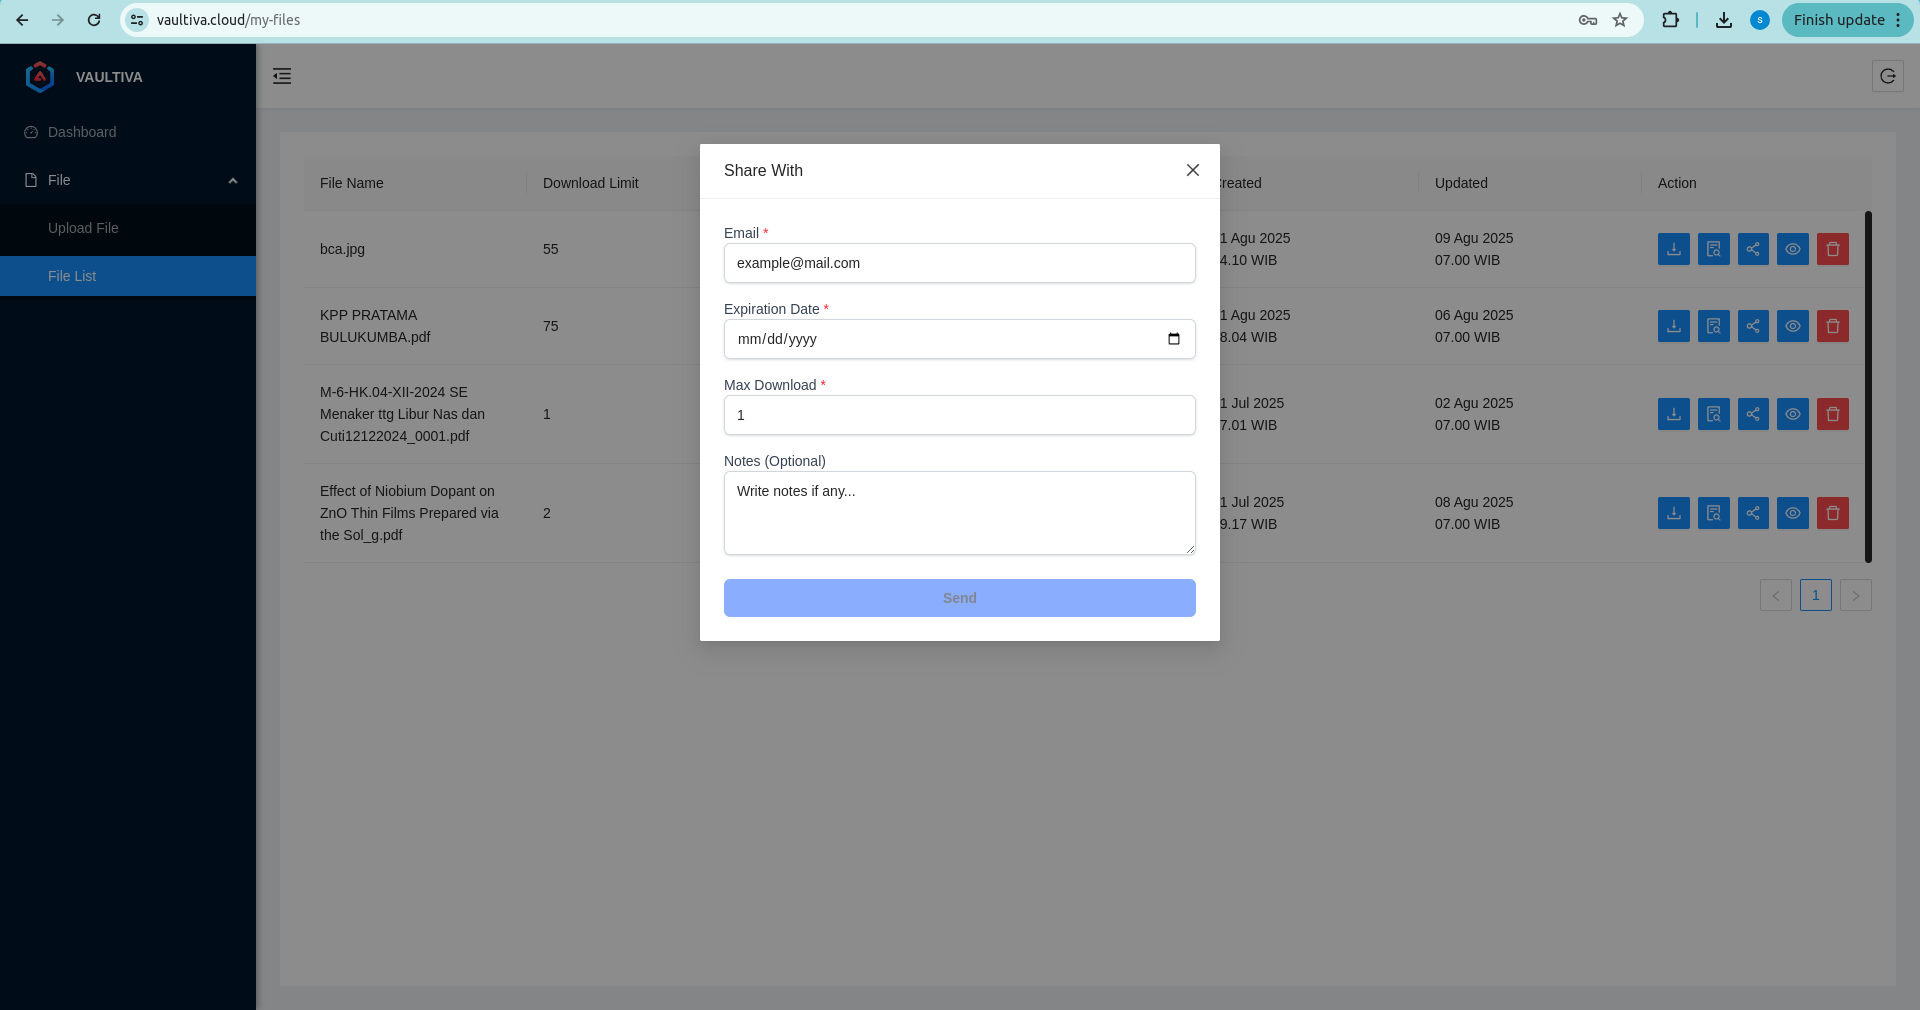 vaultiva.cloud/my-files
s
Finish update
VAULTIVA
Dashboard
File
Upload File
File List
File Name
Download Limit
Created
Updated
Action
bca.jpg
55
1 Agu 2025
4.10 WIB
09 Agu 2025
07.00 WIB
KPP PRATAMA
BULUKUMBA.pdf
75
1 Agu 2025
8.04 WIB
06 Agu 2025
07.00 WIB
M-6-HK.04-XII-2024 SE
Menaker ttg Libur Nas dan
Cuti12122024_0001.pdf
1
1 Jul 2025
7.01 WIB
02 Agu 2025
07.00 WIB
Effect of Niobium Dopant on
ZnO Thin Films Prepared via
the Sol_g.pdf
2
1 Jul 2025
9.17 WIB
08 Agu 2025
07.00 WIB
1
Share With
Email *
example@mail.com
Expiration Date *
mm/dd/yyyy
Max Download *
1
Notes (Optional)
Write notes if any...
Send